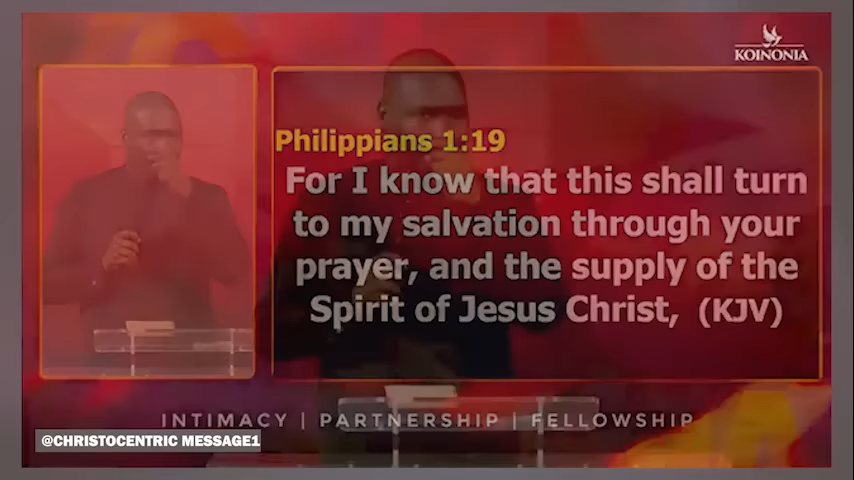 KOINONIA
Philippians 1:19
For I know that this shall turn
to my salvation through your
prayer, and the supply of the
Spirit of Jesus Christ, (KJV)
INTIMACY | PARTNERSHIP | FELLOWSHIP
@CHRISTOCENTRIC MESSAGE1